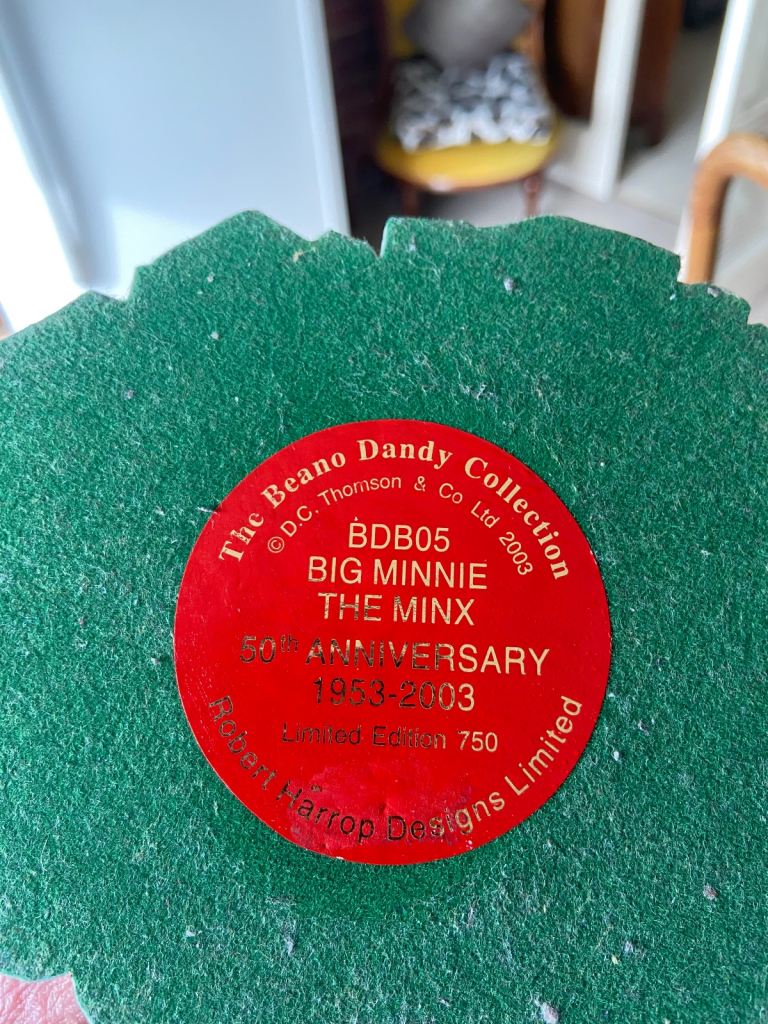 The Beano Dandy Collection
© D.C. Thomson & Co Ltd 2003
BDB05
BIG MINNIE
THE MINX
50th ANNIVERSARY
1953-2003
Limited Edition 750
Robert Harrop Designs Limited